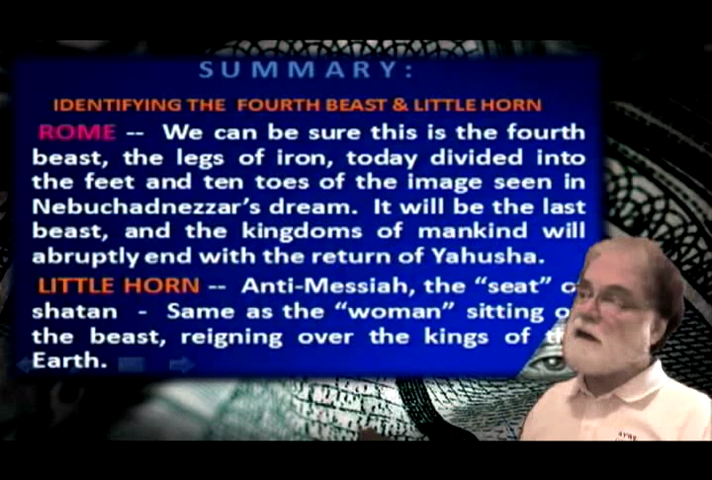 SUMMARY:
IDENTIFYING THE FOURTH BEAST & LITTLE HORN
ROME -- We can be sure this is the fourth
beast, the legs of iron, today divided into
the feet and ten toes of the image seen in
Nebuchadnezzar's dream. It will be the last
beast, and the kingdoms of mankind will
abruptly end with the return of Yahusha.
LITTLE HORN -- Anti-Messiah, the "seat"
shatan - Same as the "woman" sitting
the beast, reigning over the kings of
Earth.